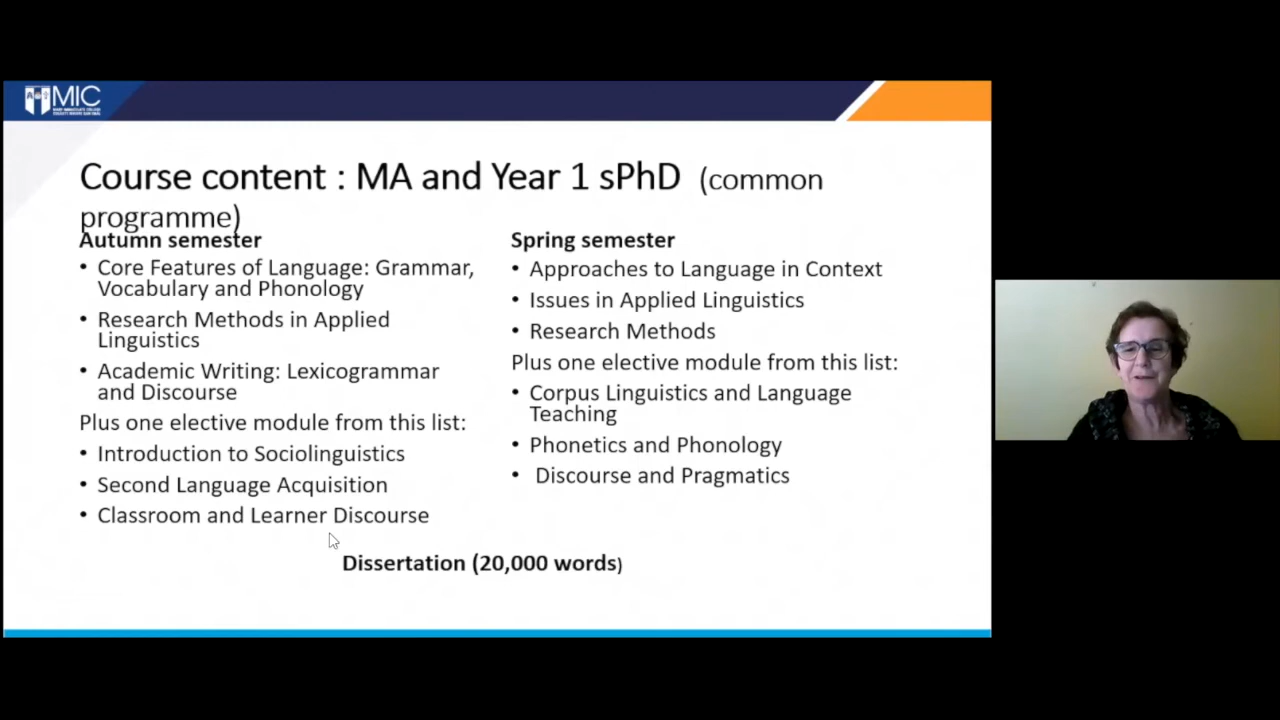 MIC
Course content : MA and Year 1 sPhD (common
programme)
Autumn semester
• Core Features of Language: Grammar,
Vocabulary and Phonology
• Research Methods in Applied
Linguistics
• Academic Writing: Lexicogrammar
and Discourse
Plus one elective module from this list:
• Introduction to Sociolinguistics
• Second Language Acquisition
• Classroom and Learner Discourse
Spring semester
• Approaches to Language in Context
• Issues in Applied Linguistics
• Research Methods
Plus one elective module from this list:
• Corpus Linguistics and Language
Teaching
• Phonetics and Phonology
• Discourse and Pragmatics
Dissertation (20,000 words)